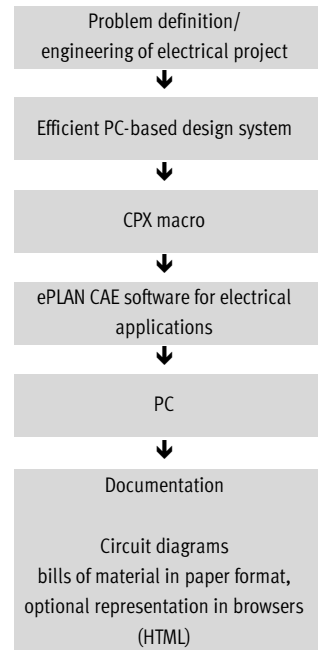 Problem definition/
engineering of electrical project
Efficient PC-based design system
CPX macro
ePLAN CAE software for electrical
applications
PC
Documentation
Circuit diagrams
bills of material in paper format,
optional representation in browsers
(HTML)